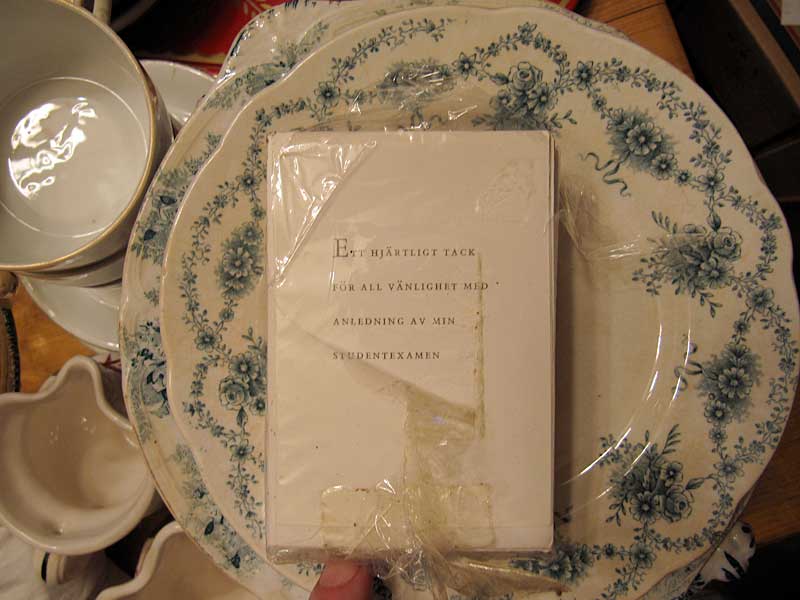 ETT HJÄRTLIGT TACK
FÖR ALL VÄNLIGHET MED
ANLEDNING AV MIN
STUDENTEXAMEN